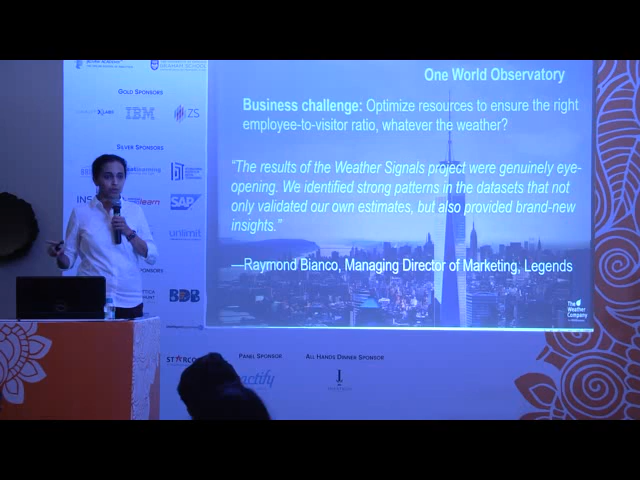 One World Observatory
Business challenge: Optimize resources to ensure the right
employee-to-visitor ratio, whatever the weather?
“The results of the Weather Signals project were genuinely eye-
opening. We identified strong patterns in the datasets that not
only validated our own estimates, but also provided brand-new
insights.”
—Raymond Bianco, Managing Director of Marketing, Legends
The
Weather
Company
GRAHAM SCHOOL
GOLD SPONSORS
IBM
ZS
SILVER SPONSORS
SAP
unlimit
BDB
PANEL SPONSOR
ALL HANDS DINNER SPONSOR